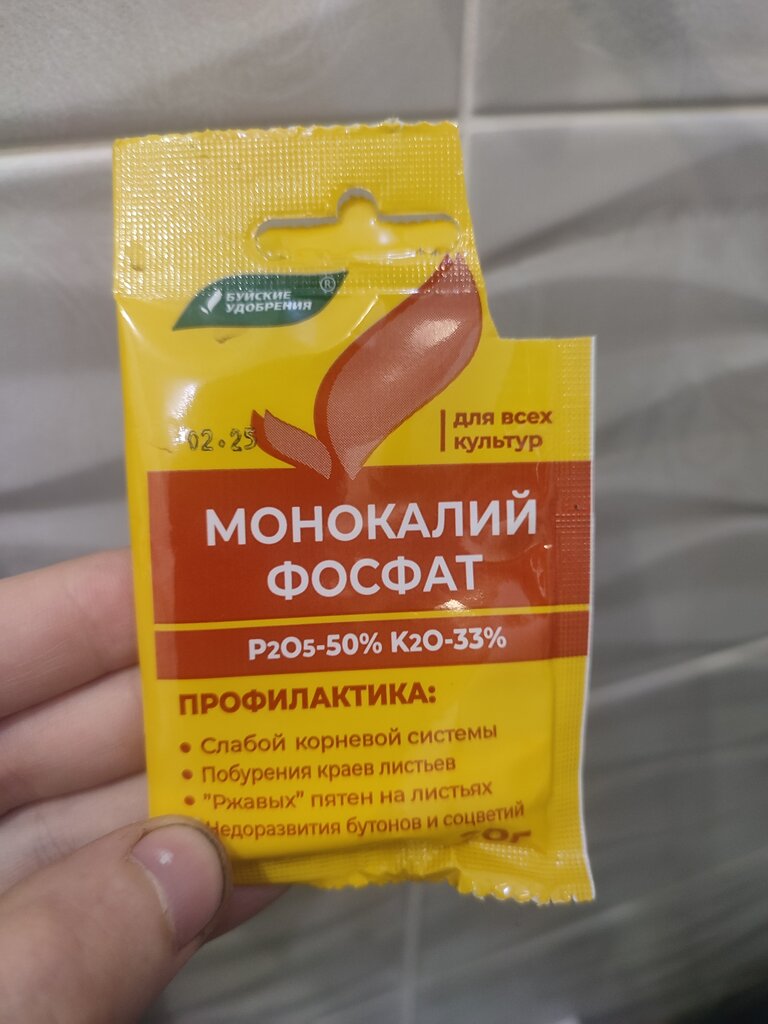 БУЙСКИЕ
УДОБРЕНИЯ ®
02.25
для всех
культур
МОНОКАЛИЙ
ФОСФАТ
P2O5-50% K2O-33%
ПРОФИЛАКТИКА:
• Слабой корневой системы
• Побурения краев листьев
• "Ржавых" пятен на листьях
Недоразвития бутонов и соцветий